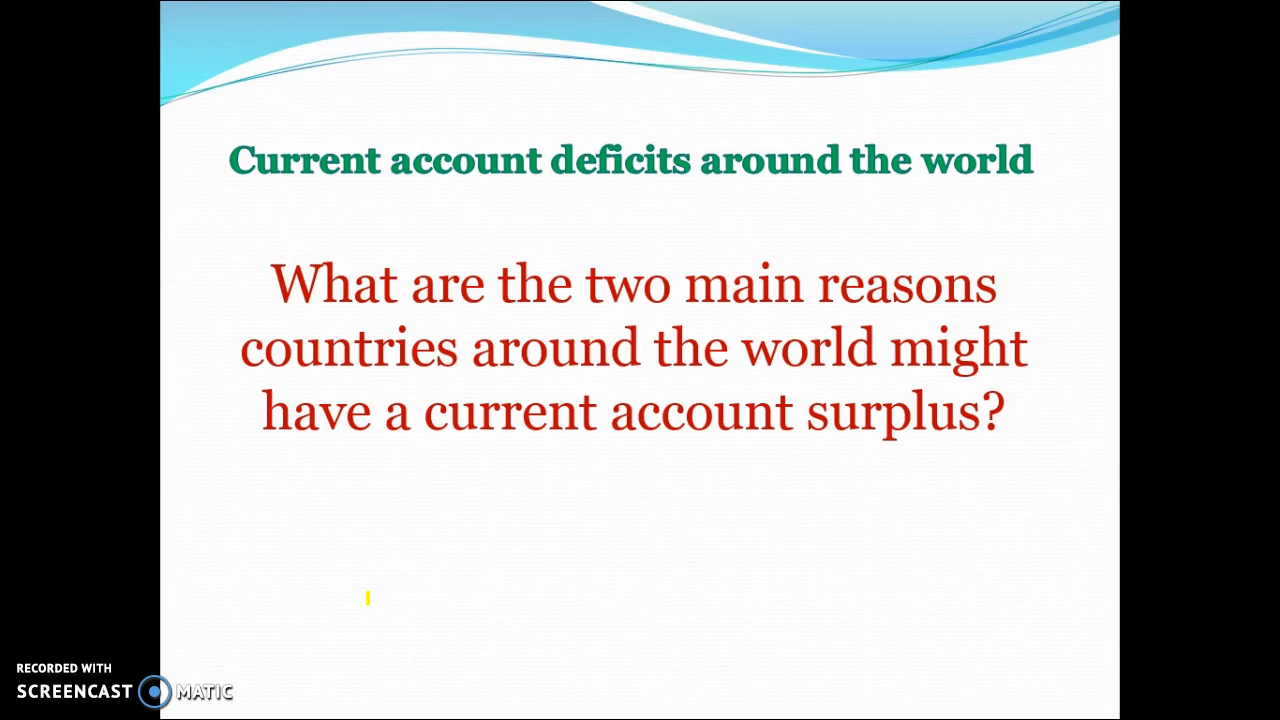 Current account deficits around the world
What are the two main reasons
countries around the world might
have a current account surplus?
RECORDED WITH
SCREENCAST MATIC